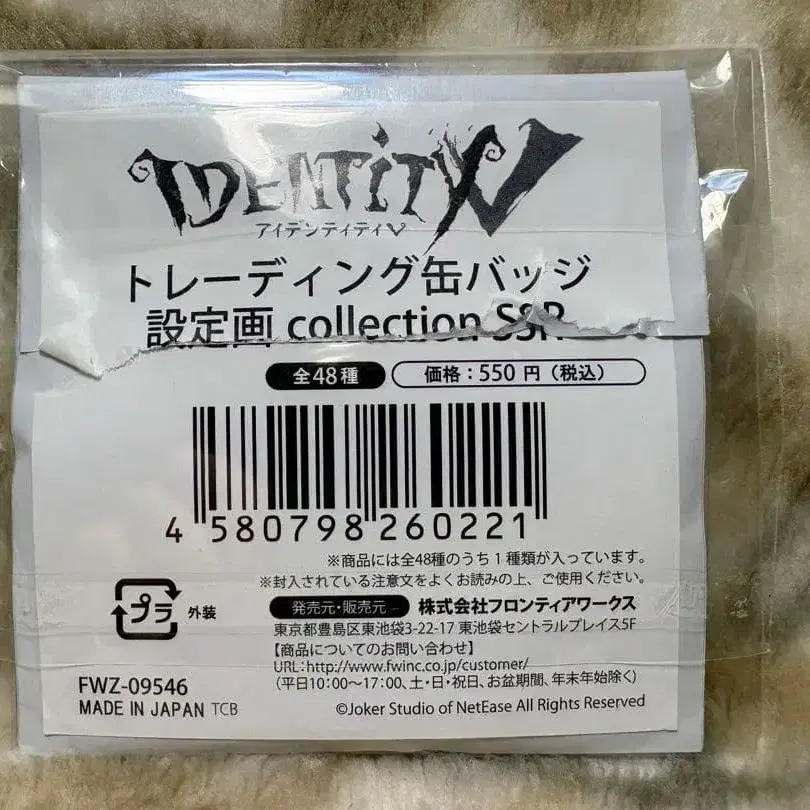 IDENTITY V
アイデンティティV
トレーディング缶バッジ
設定画 collection SSR
全48種 価格：550 円（税込）
4 580798 260221
※商品には全48種のうち1種類が入っています。
※封入されている注意文をよくお読みの上、ご使用ください。
プラ 外装
発売元・販売元 株式会社フロンティアワークス
東京都豊島区東池袋3-22-17 東池袋セントラルプレイス5F
【商品についてのお問い合わせ】
URL:http://www.fwinc.co.jp/customer/
（平日10:00～17:00、土・日・祝日、お盆期間、年末年始除く）
FWZ-09546
MADE IN JAPAN TCB
©Joker Studio of NetEase All Rights Reserved